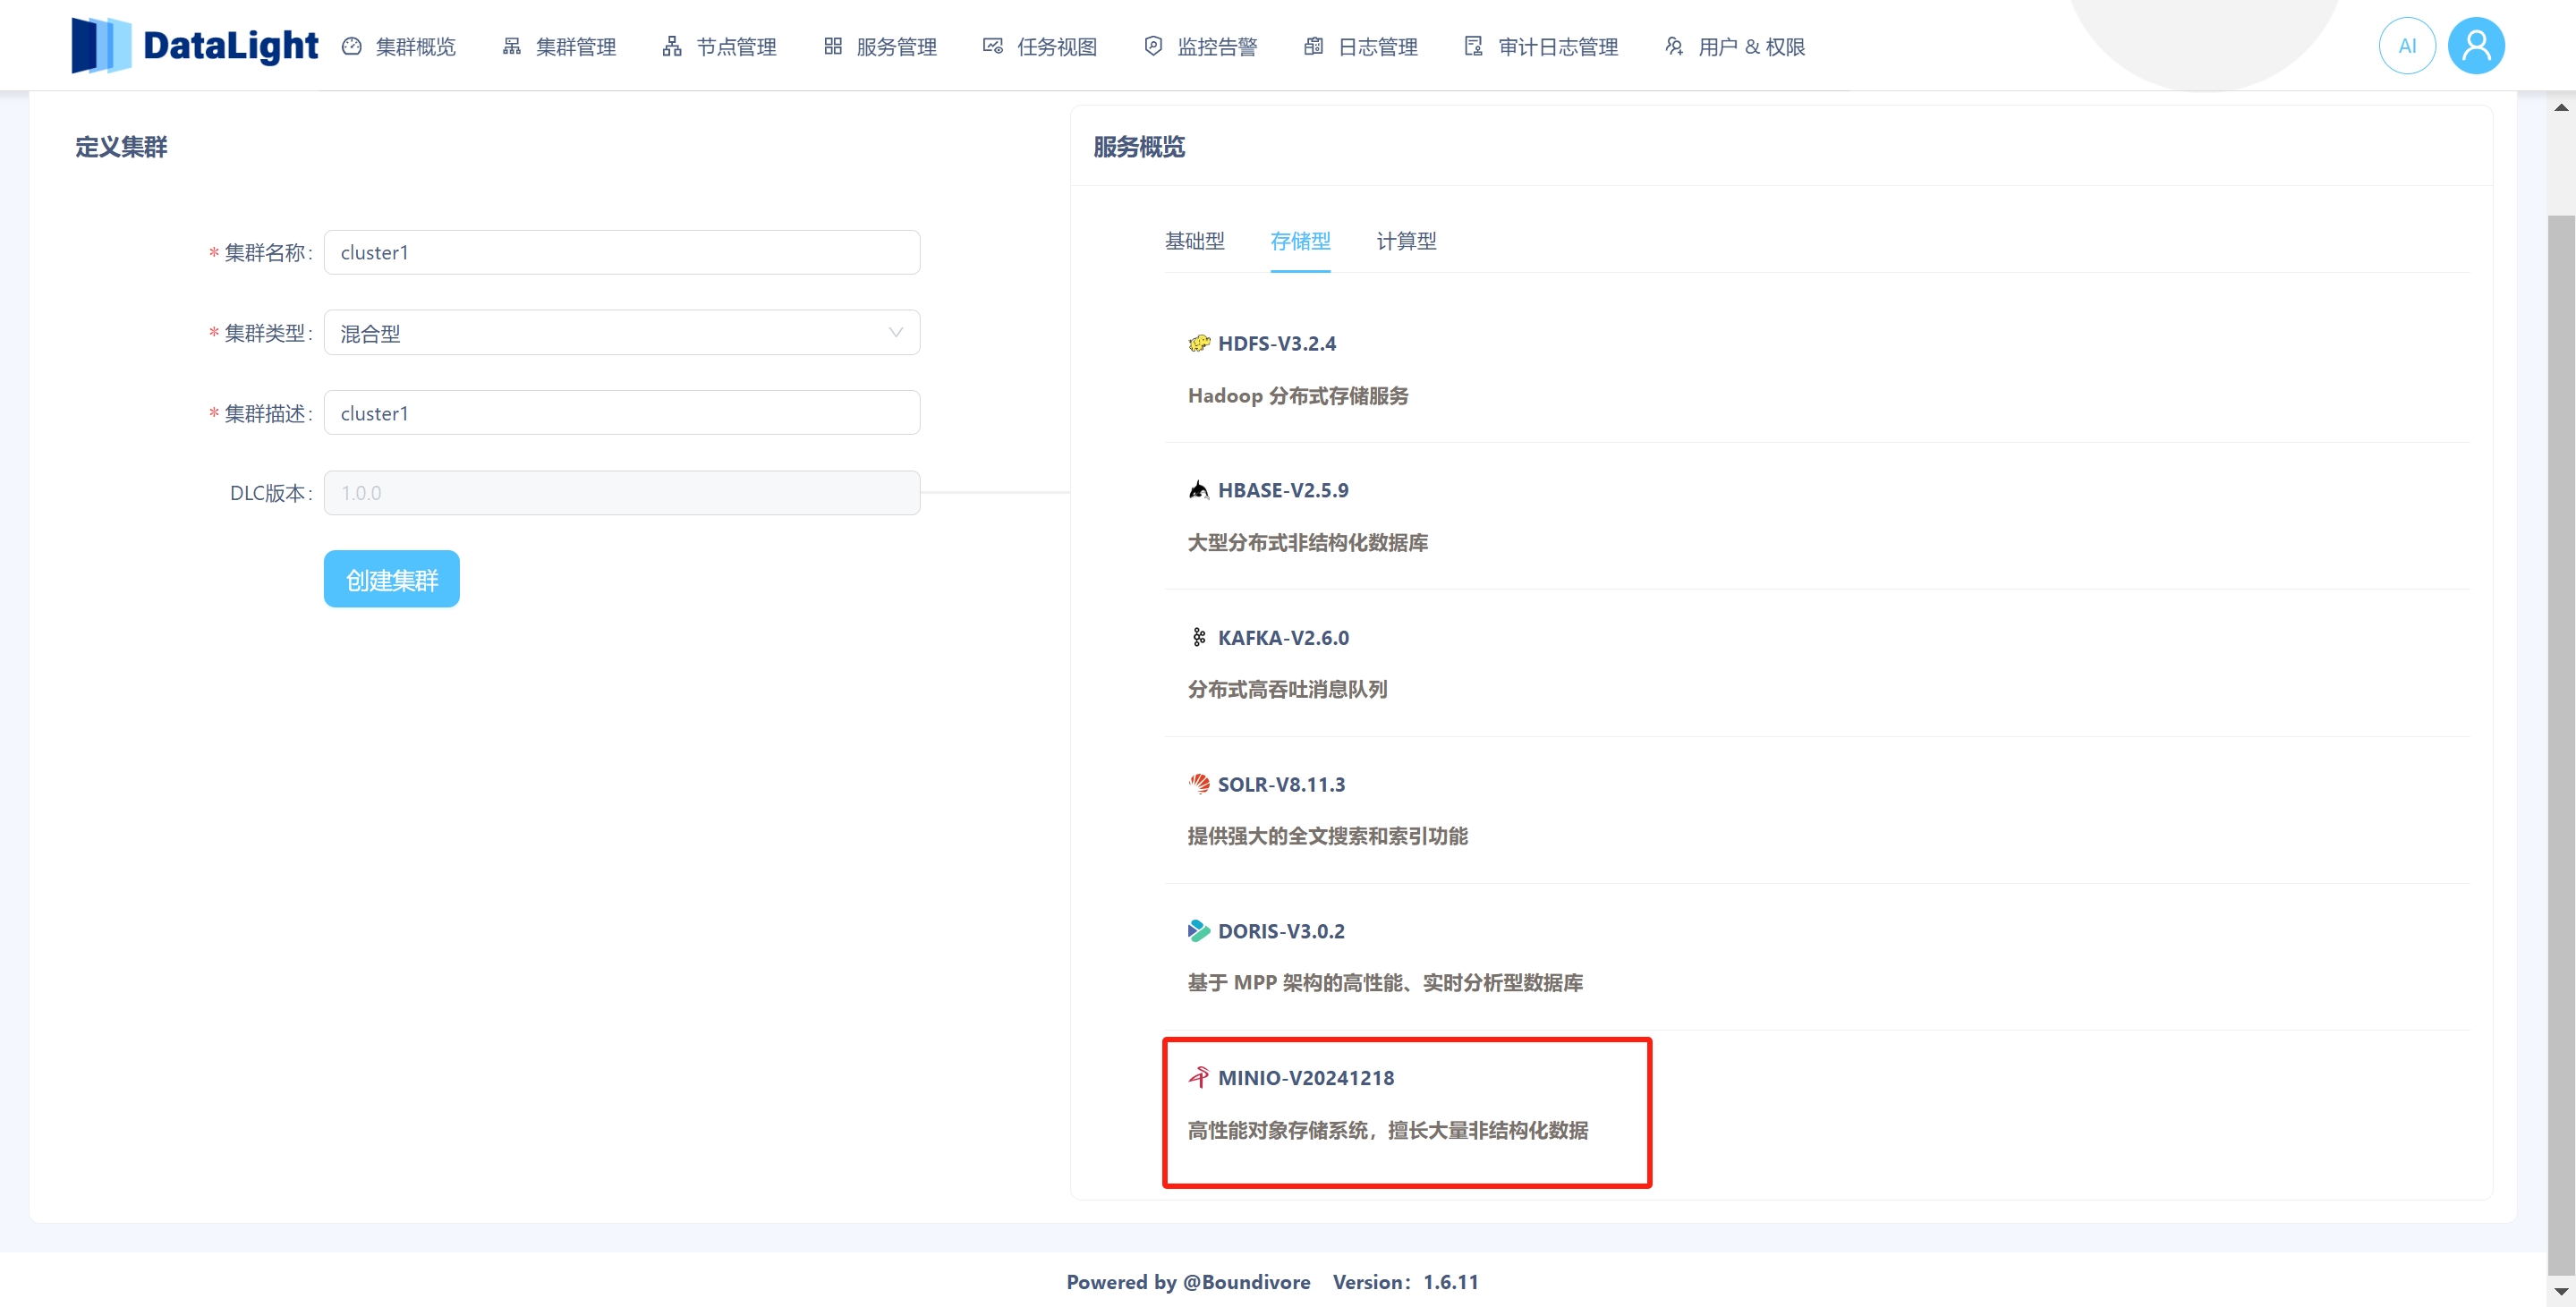 DataLight 集群概览 集群管理 节点管理 服务管理 任务视图 监控告警 日志管理 审计日志管理 用户 & 权限 AI
定义集群
* 集群名称: cluster1
* 集群类型: 混合型
* 集群描述: cluster1
DLC版本: 1.0.0
创建集群
服务概览
基础型 存储型 计算型
HDFS-V3.2.4
Hadoop 分布式存储服务
HBASE-V2.5.9
大型分布式非结构化数据库
KAFKA-V2.6.0
分布式高吞吐消息队列
SOLR-V8.11.3
提供强大的全文搜索和索引功能
DORIS-V3.0.2
基于 MPP 架构的高性能、实时分析型数据库
MINIO-V20241218
高性能对象存储系统，擅长大量非结构化数据
Powered by @Boundivore Version：1.6.11